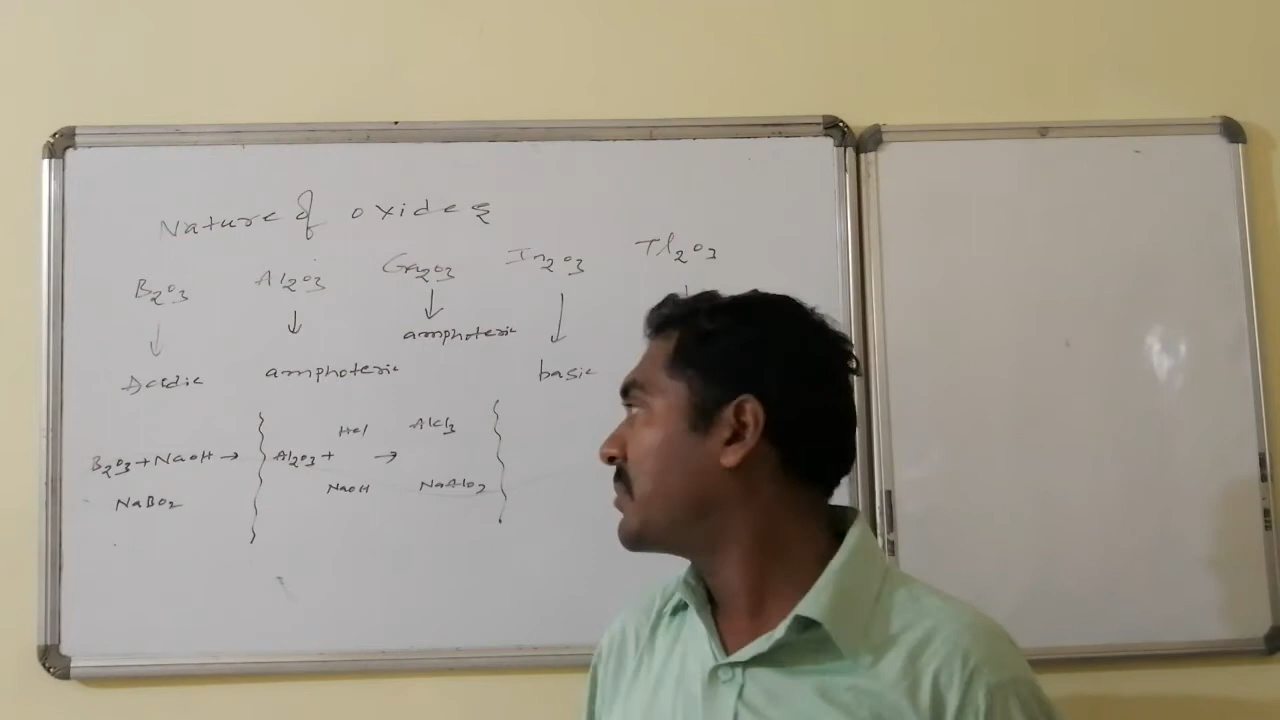 Nature of oxides
B₂O₃ Al₂O₃ Ga₂O₃ In₂O₃ Tl₂O₃
Acidic amphoteric amphoteric basic
B₂O₃ + NaOH →
NaBO₂
HCl AlCl₃
Al₂O₃ + →
NaOH NaAlO₂